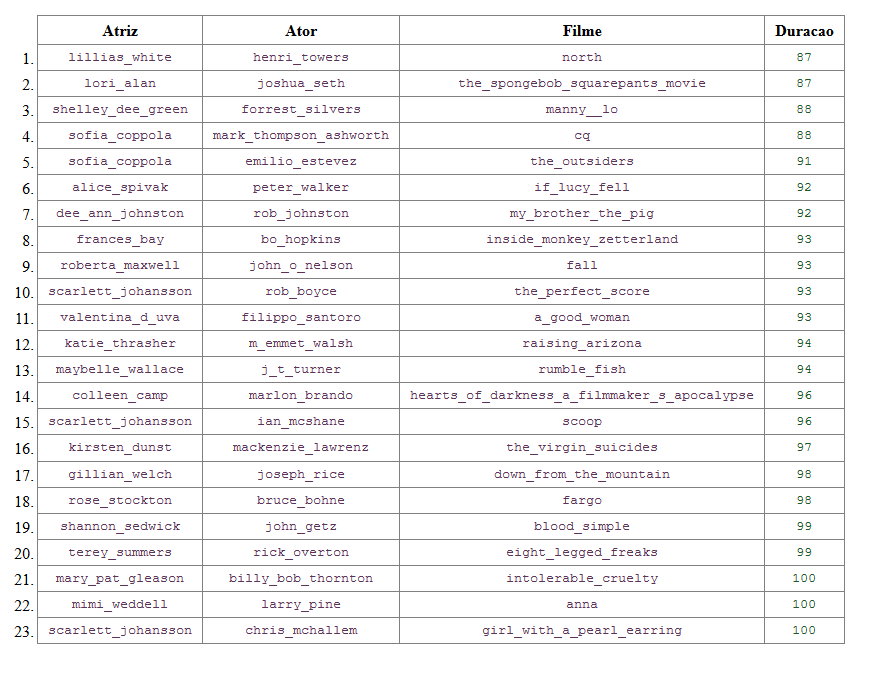 Atriz Ator Filme Duracao
1. lillias_white henri_towers north 87
2. lori_alan joshua_seth the_spongebob_squarepants_movie 87
3. shelley_dee_green forrest_silvers manny__lo 88
4. sofia_coppola mark_thompson_ashworth cq 88
5. sofia_coppola emilio_estevez the_outsiders 91
6. alice_spivak peter_walker if_lucy_fell 92
7. dee_ann_johnston rob_johnston my_brother_the_pig 92
8. frances_bay bo_hopkins inside_monkey_zetterland 93
9. roberta_maxwell john_o_nelson fall 93
10. scarlett_johansson rob_boyce the_perfect_score 93
11. valentina_d_uva filippo_santoro a_good_woman 93
12. katie_thrasher m_emmet_walsh raising_arizona 94
13. maybelle_wallace j_t_turner rumble_fish 94
14. colleen_camp marlon_brando hearts_of_darkness_a_filmmaker_s_apocalypse 96
15. scarlett_johansson ian_mcshane scoop 96
16. kirsten_dunst mackenzie_lawrenz the_virgin_suicides 97
17. gillian_welch joseph_rice down_from_the_mountain 98
18. rose_stockton bruce_bohne fargo 98
19. shannon_sedwick john_getz blood_simple 99
20. terey_summers rick_overton eight_legged_freaks 99
21. mary_pat_gleason billy_bob_thornton intolerable_cruelty 100
22. mimi_weddell larry_pine anna 100
23. scarlett_johansson chris_mchallem girl_with_a_pearl_earring 100